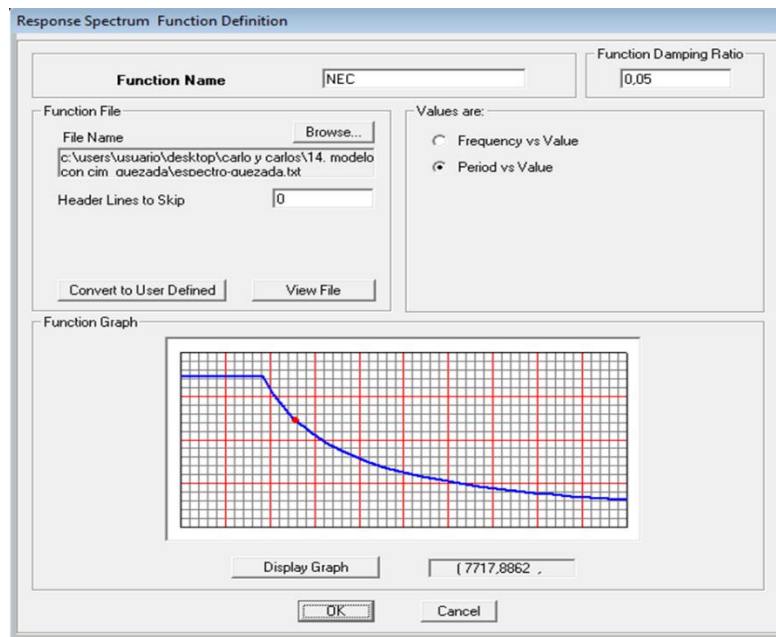 Response Spectrum Function Definition
Function Name
NEC
Function Damping Ratio
0,05
Function File
File Name
Browse...
c:\users\usuario\desktop\carlo y carlos\14. modelo
con cim quezada\espectro-quezada.txt
Header Lines to Skip
0
Convert to User Defined
View File
Values are:
Frequency vs Value
Period vs Value
Function Graph
Display Graph
( 7717,8862 ,
OK
Cancel